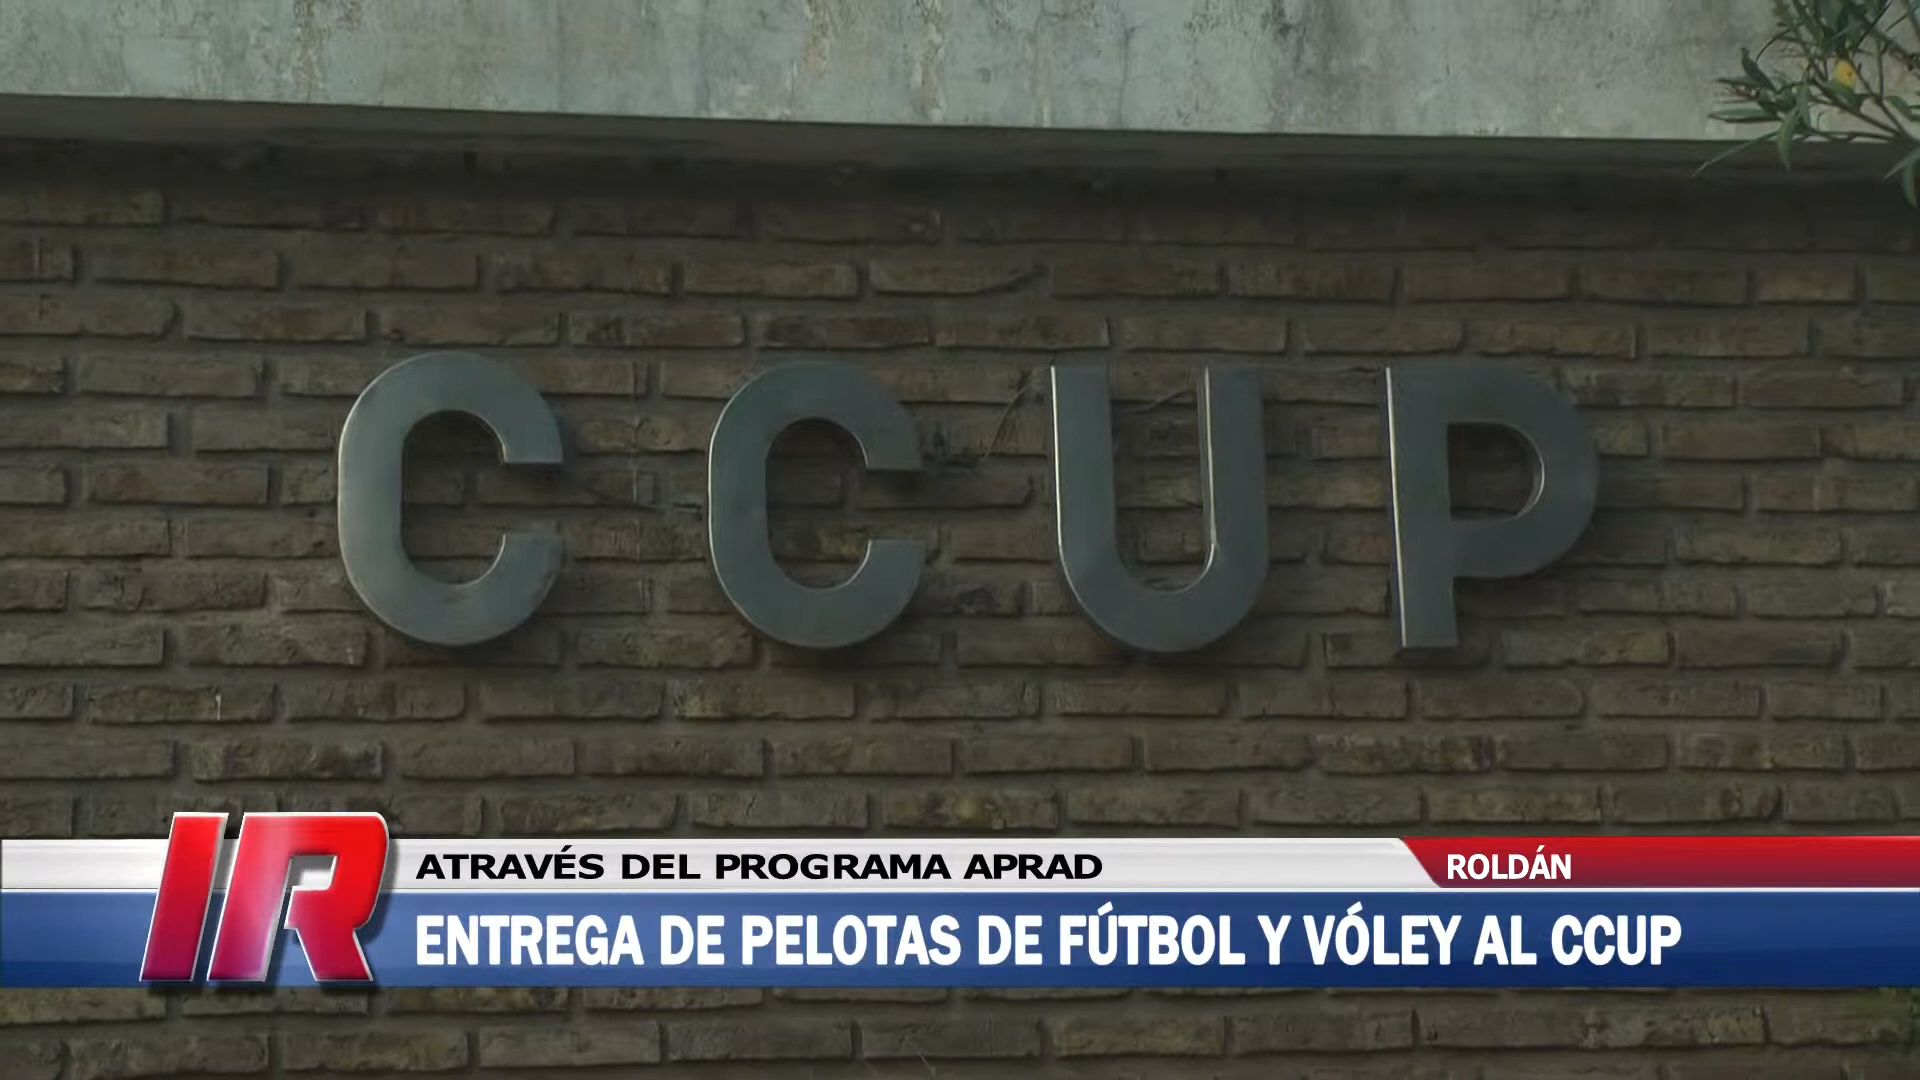 CCUP
IR
ATRAVÉS DEL PROGRAMA APRAD
ROLDÁN
ENTREGA DE PELOTAS DE FÚTBOL Y VÓLEY AL CCUP